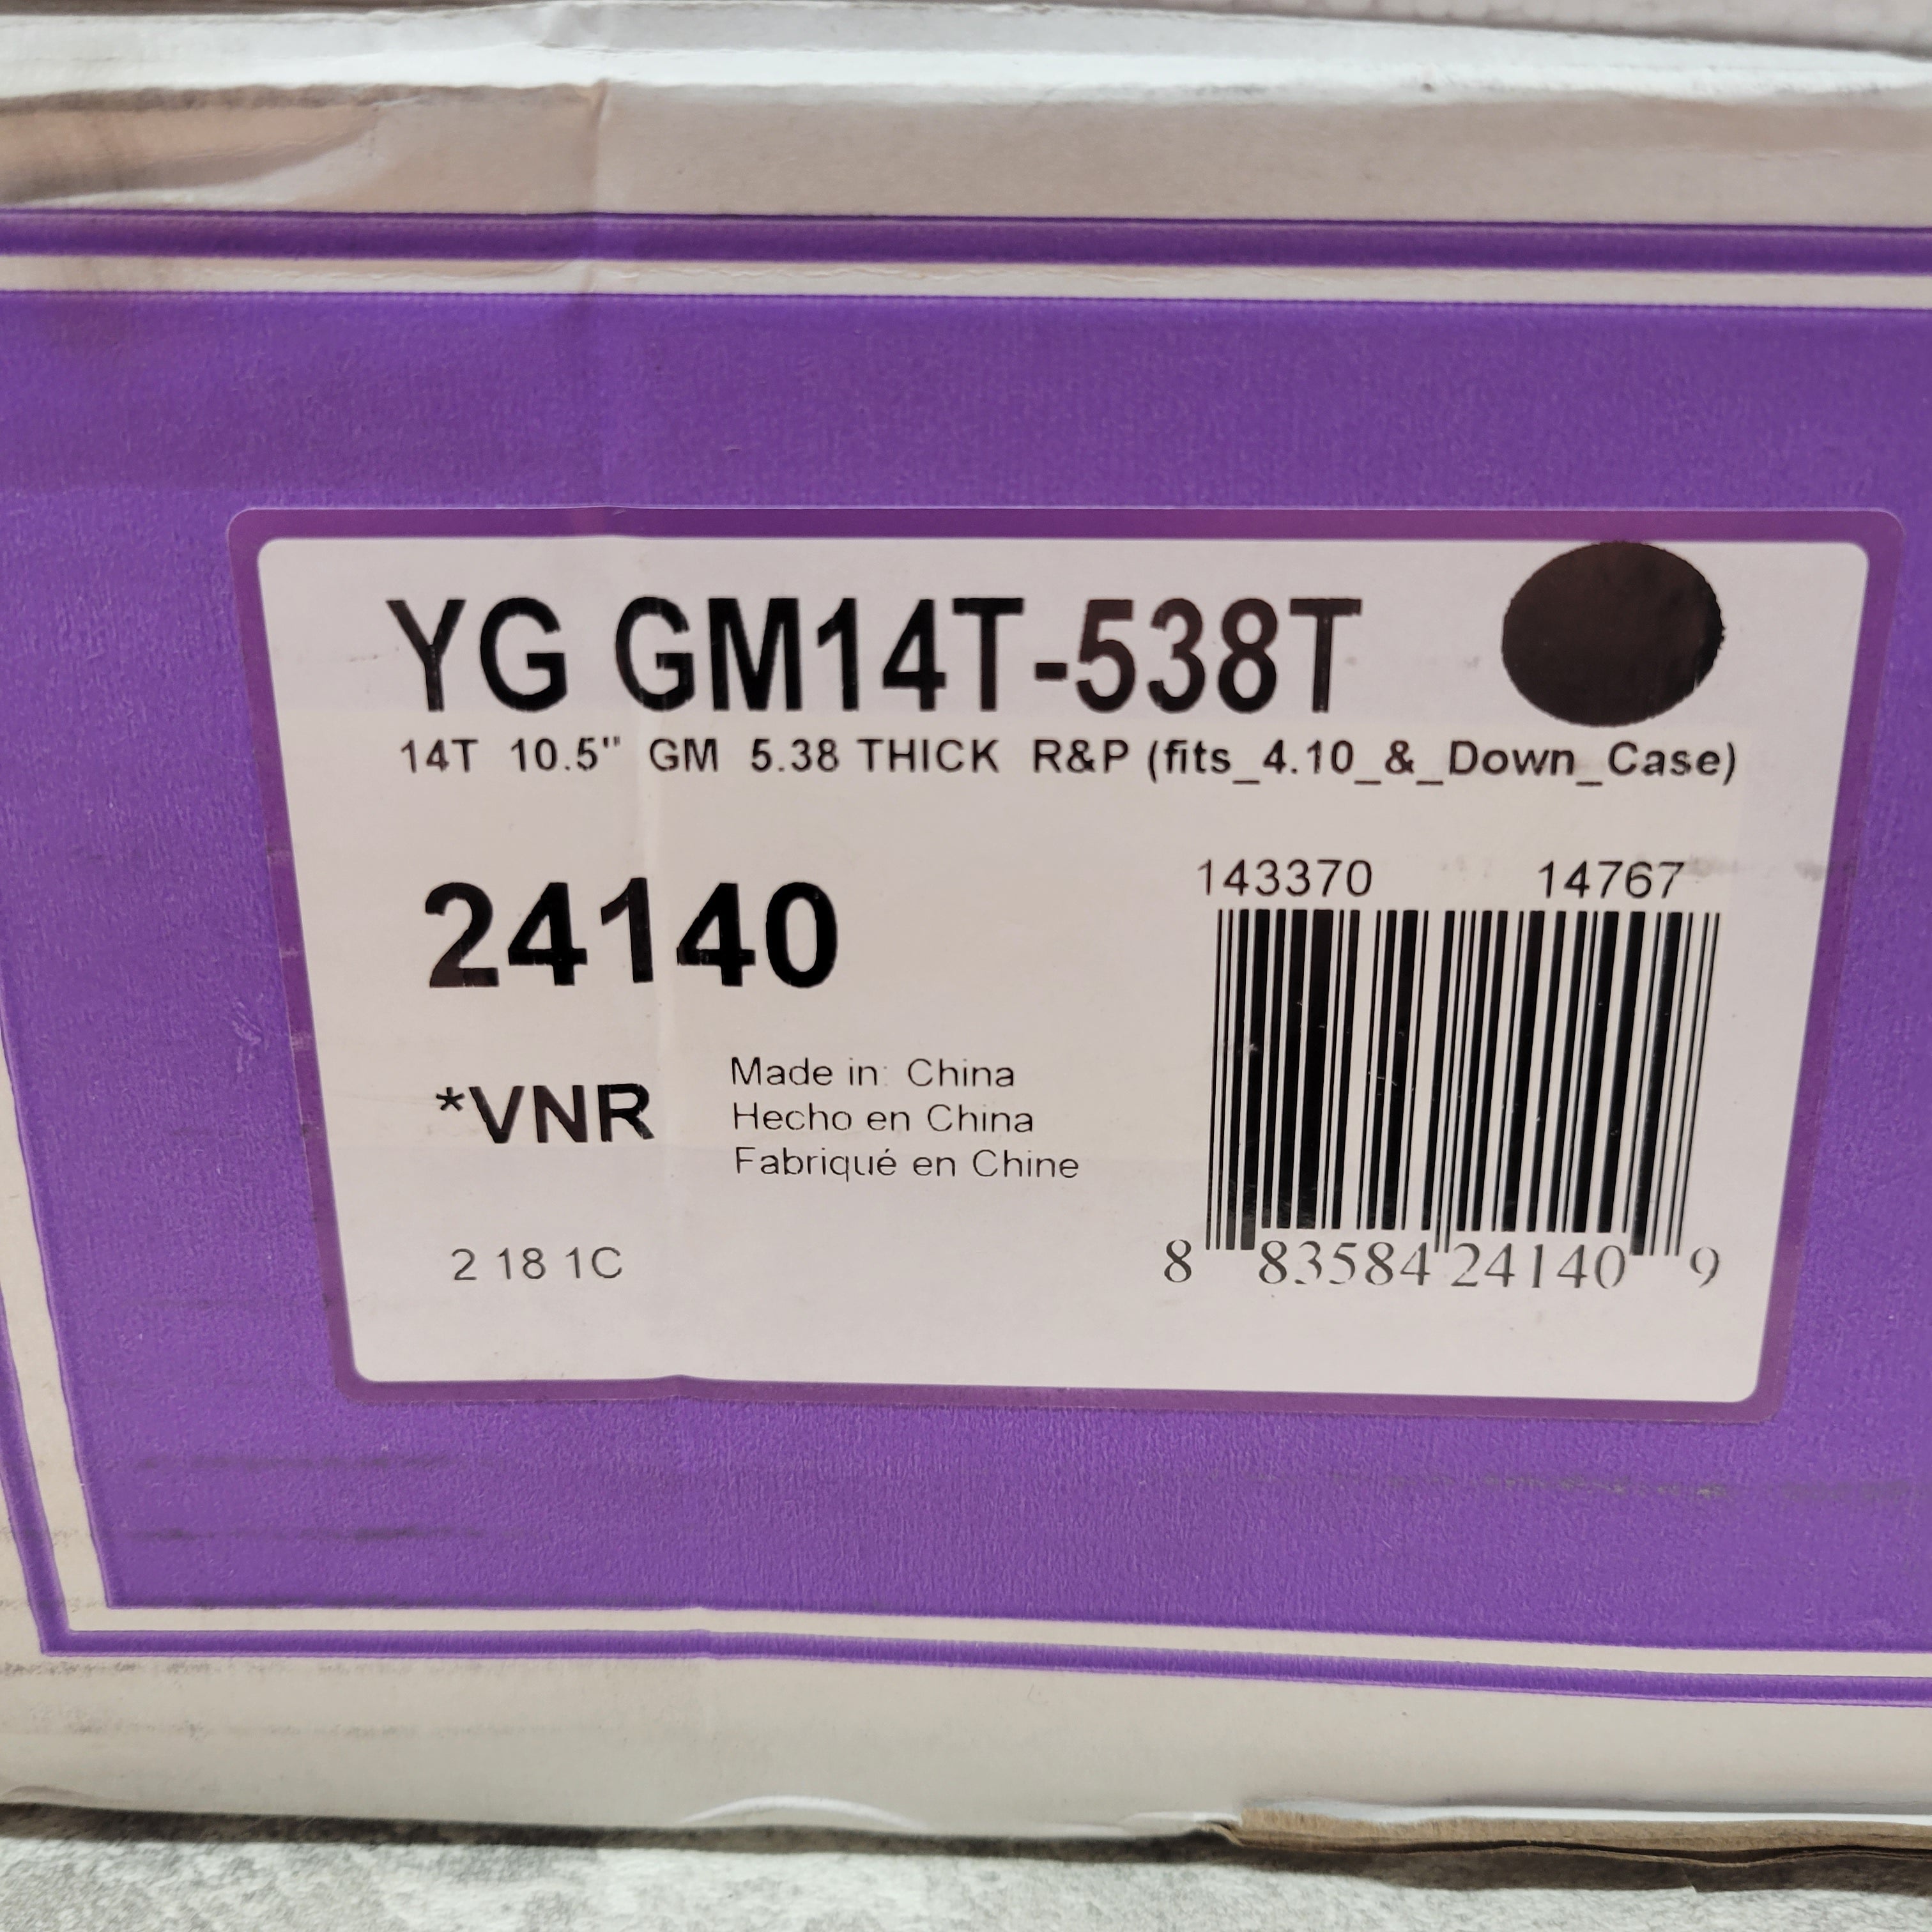 YG GM14T-538T
14T 10.5" GM 5.38 THICK R&P (fits_4.10_&_Down_Case)
24140
143370 14767
*VNR
Made in: China
Hecho en China
Fabriqué en Chine
2 18 1C
8 83584 24140 9